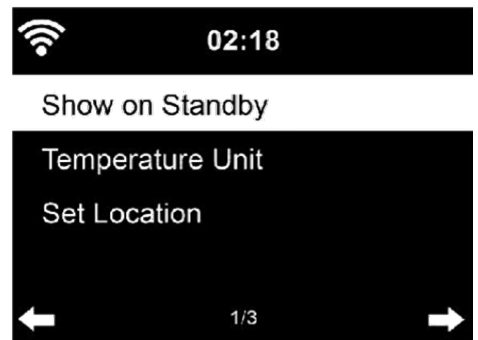 02:18
Show on Standby
Temperature Unit
Set Location
1/3